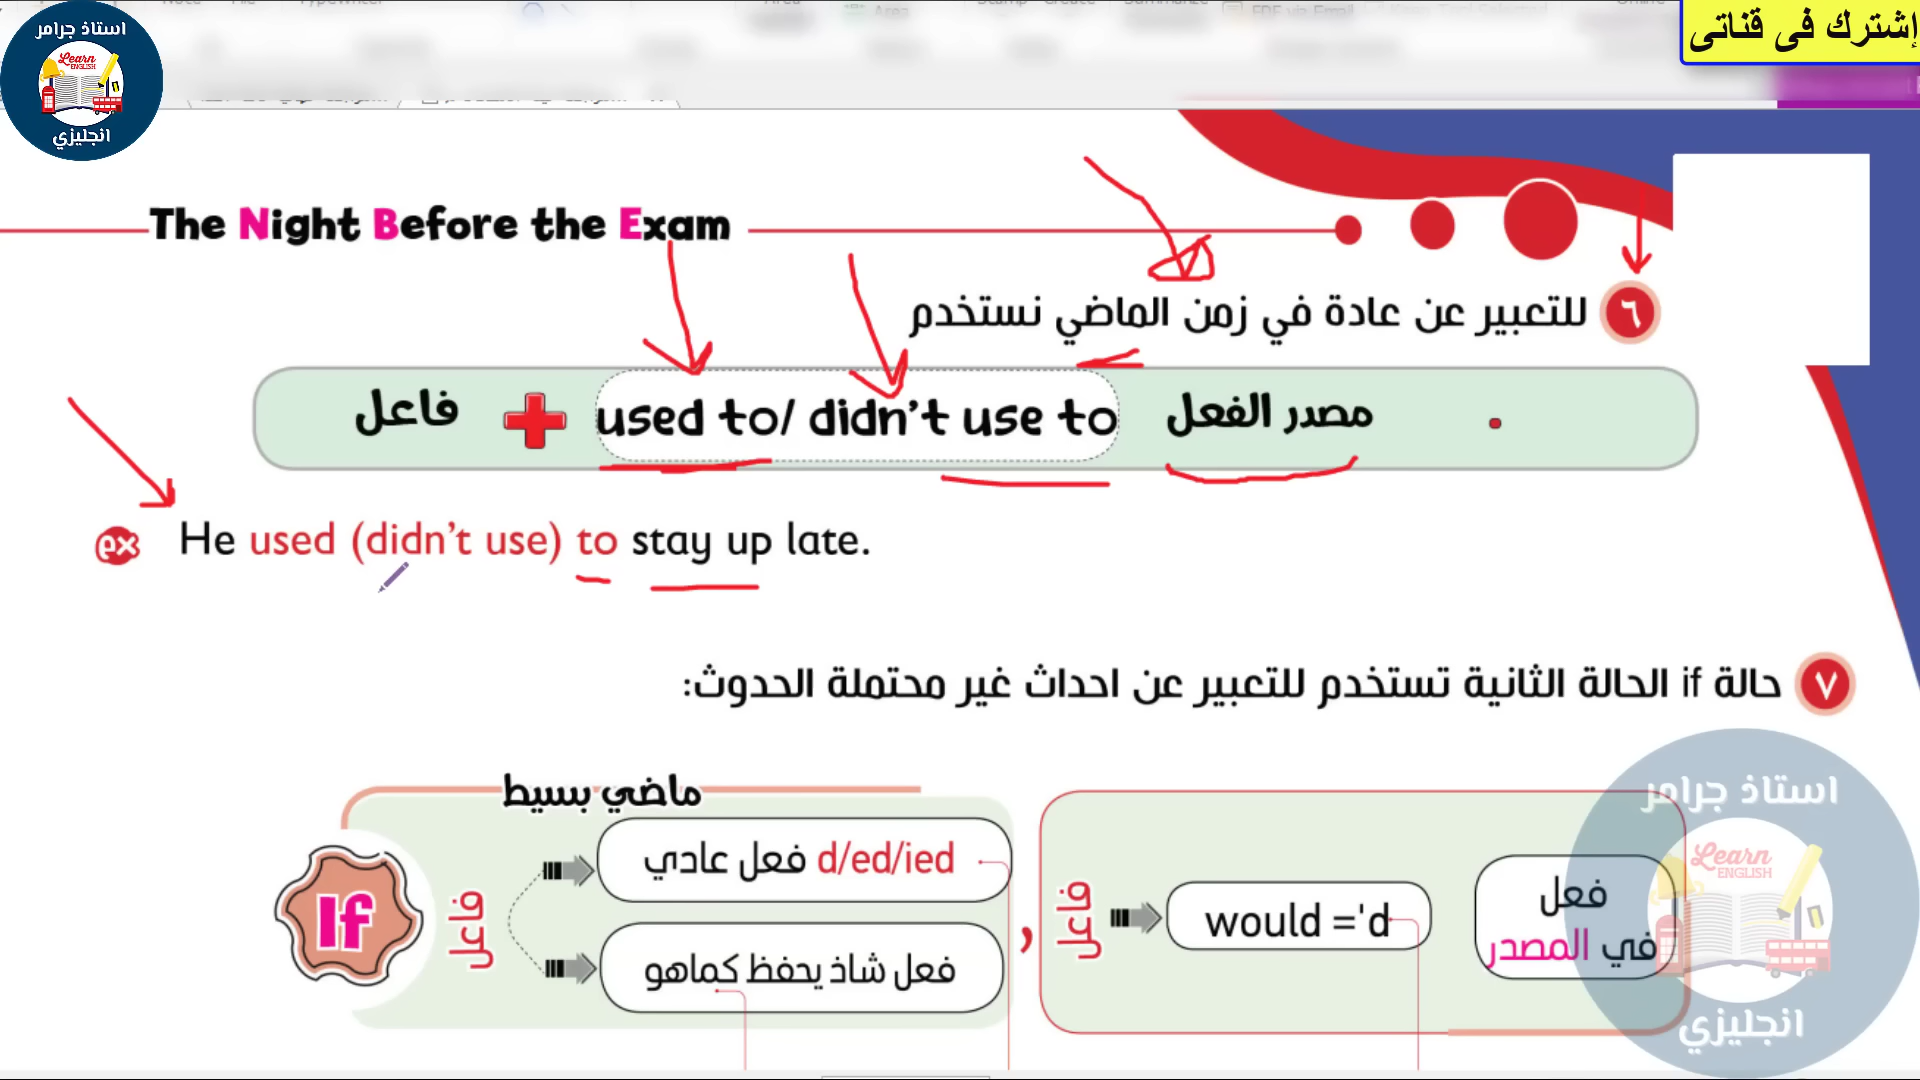 استاذ جرامر
Learn
ENGLISH
انجليزي
إشترك فى قناتى
The Night Before the Exam
٦ للتعبير عن عادة في زمن الماضي نستخدم
فاعل + used to/ didn't use to مصدر الفعل .
ex He used (didn't use) to stay up late.
٧ حالة if الحالة الثانية تستخدم للتعبير عن احداث غير محتملة الحدوث:
ماضي بسيط
If فاعل
d/ed/ied فعل عادي
فعل شاذ يحفظ كماهو
, فاعل would ='d
فعل
في المصدر
استاذ جرامر
Learn
ENGLISH
انجليزي